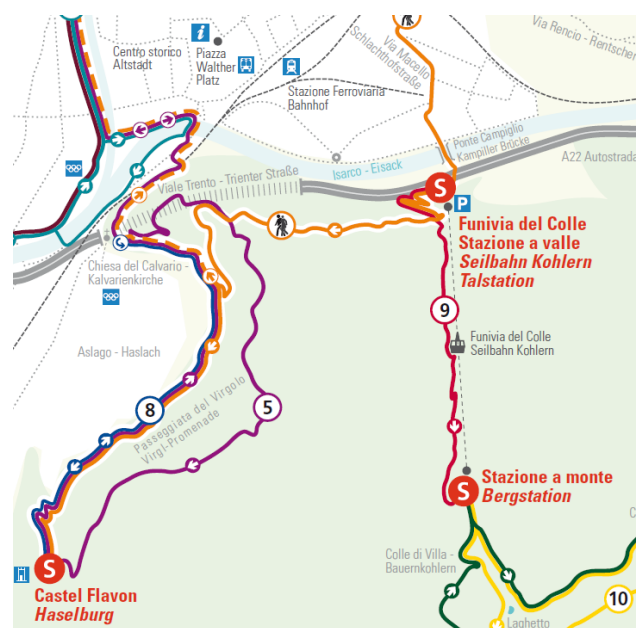 Centro storico
Altstadt
i
Piazza
Walther
Platz
Stazione Ferroviaria
Bahnhof
Via Macello
Schlachthofstraße
Via Rencio - Rentscher
Ponte Campiglio
Kampiller Brücke
A22 Autostrada
Isarco - Eisack
Viale Trento - Trienter Straße
S
P
Funivia del Colle
Stazione a valle
Seilbahn Kohlern
Talstation
Chiesa del Calvario -
Kalvarienkirche
9
Funivia del Colle
Seilbahn Kohlern
Aslago - Haslach
8
5
Passeggiata del Virgolo
Virgl-Promenade
S
Stazione a monte
Bergstation
Colle di Villa -
Bauernkohlern
S
Castel Flavon
Haselburg
C
10
Laghetto